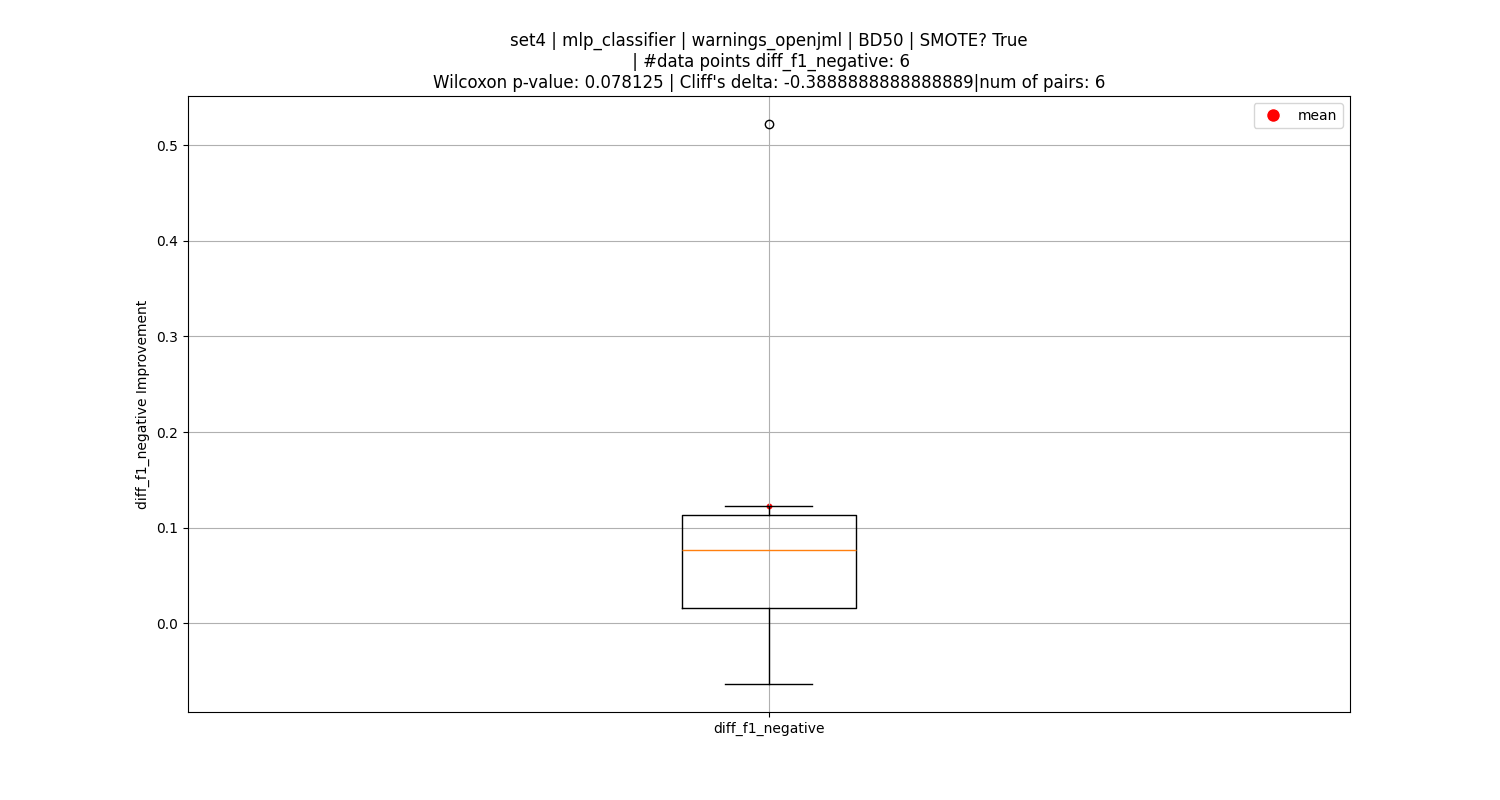 set4 | mlp_classifier | warnings_openjml | BD50 | SMOTE? True
| #data points diff_f1_negative: 6
Wilcoxon p-value: 0.078125 | Cliff's delta: -0.3888888888888889|num of pairs: 6
mean
0.5
0.4
0.3
0.2
0.1
0.0
diff_f1_negative Improvement
diff_f1_negative